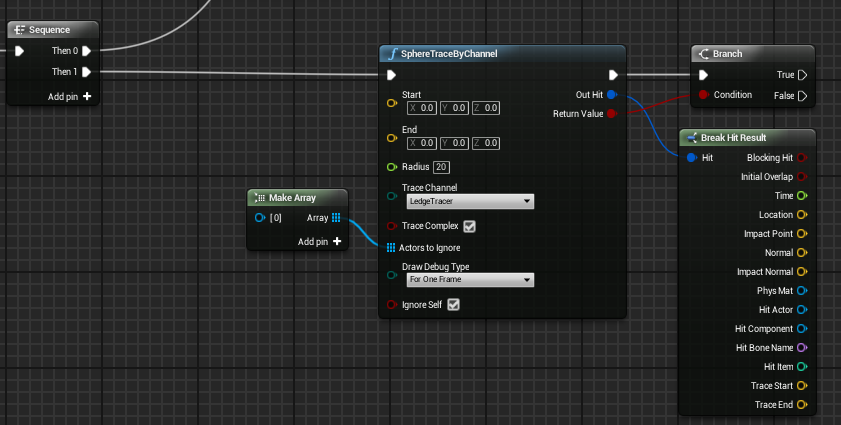 Sequence
Then 0
Then 1
Add pin +
SphereTraceByChannel
Start
X 0.0 Y 0.0 Z 0.0
End
X 0.0 Y 0.0 Z 0.0
Radius 20
Trace Channel
LedgeTracer
Trace Complex
Actors to Ignore
Draw Debug Type
For One Frame
Ignore Self
Out Hit
Return Value
Make Array
[0] Array
Add pin +
Branch
True
Condition False
Break Hit Result
Hit Blocking Hit
Initial Overlap
Time
Location
Impact Point
Normal
Impact Normal
Phys Mat
Hit Actor
Hit Component
Hit Bone Name
Hit Item
Trace Start
Trace End